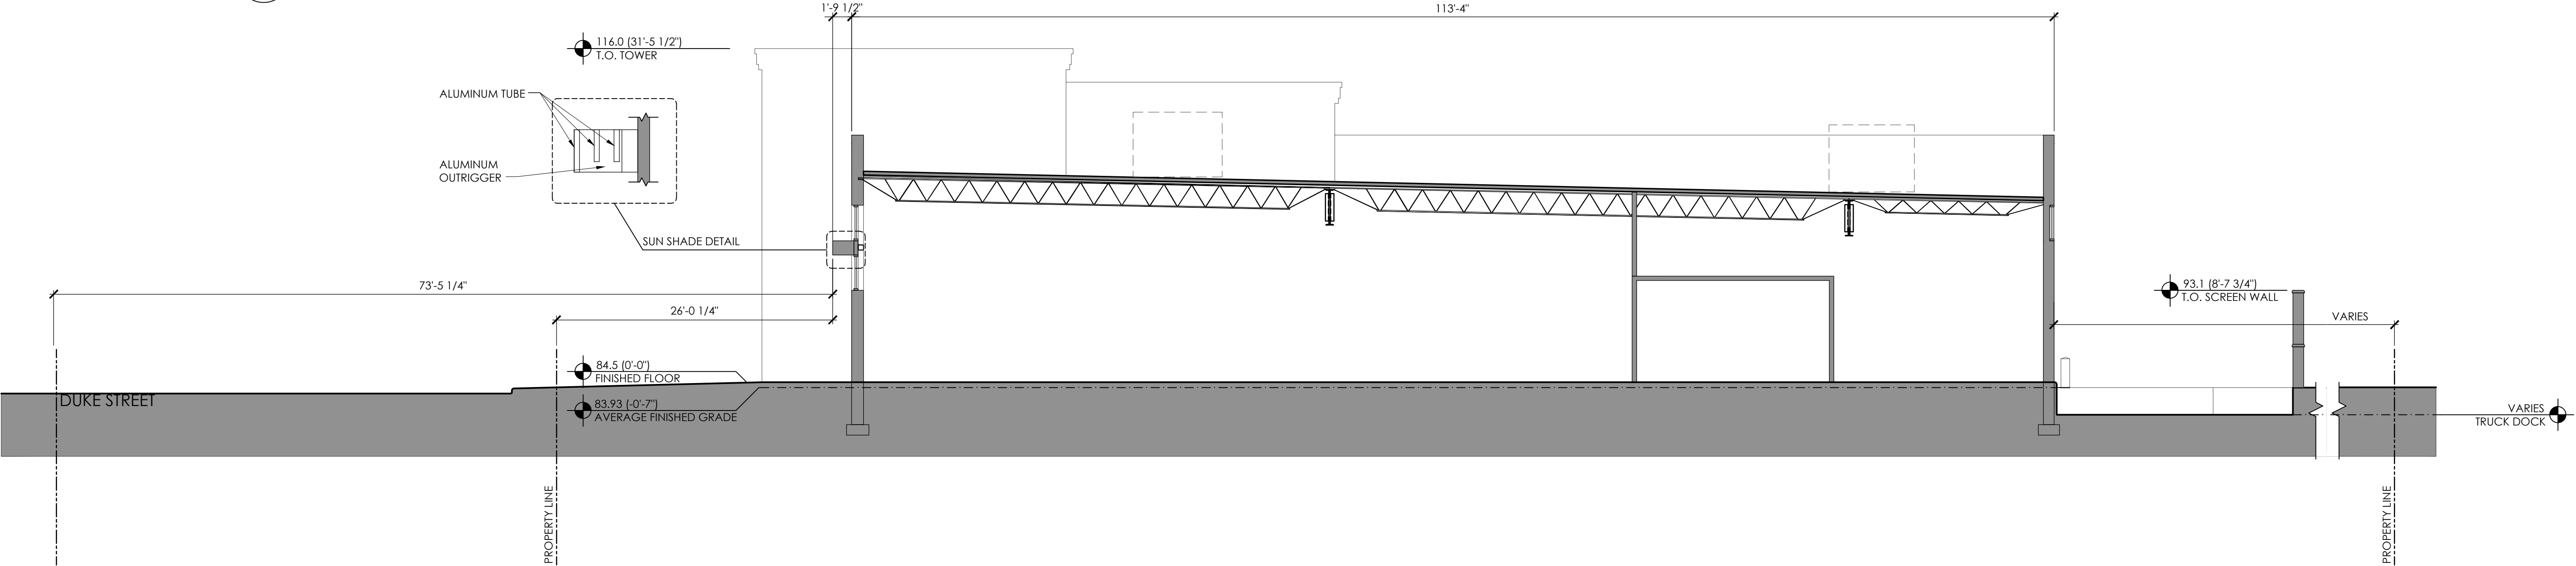 1'-9 1/2"
113'-4"
116.0 (31'-5 1/2")
T.O. TOWER
ALUMINUM TUBE
ALUMINUM
OUTRIGGER
SUN SHADE DETAIL
73'-5 1/4"
26'-0 1/4"
93.1 (8'-7 3/4")
T.O. SCREEN WALL
VARIES
84.5 (0'-0")
FINISHED FLOOR
DUKE STREET
83.93 (-0'-7")
AVERAGE FINISHED GRADE
VARIES
TRUCK DOCK
PROPERTY LINE
PROPERTY LINE